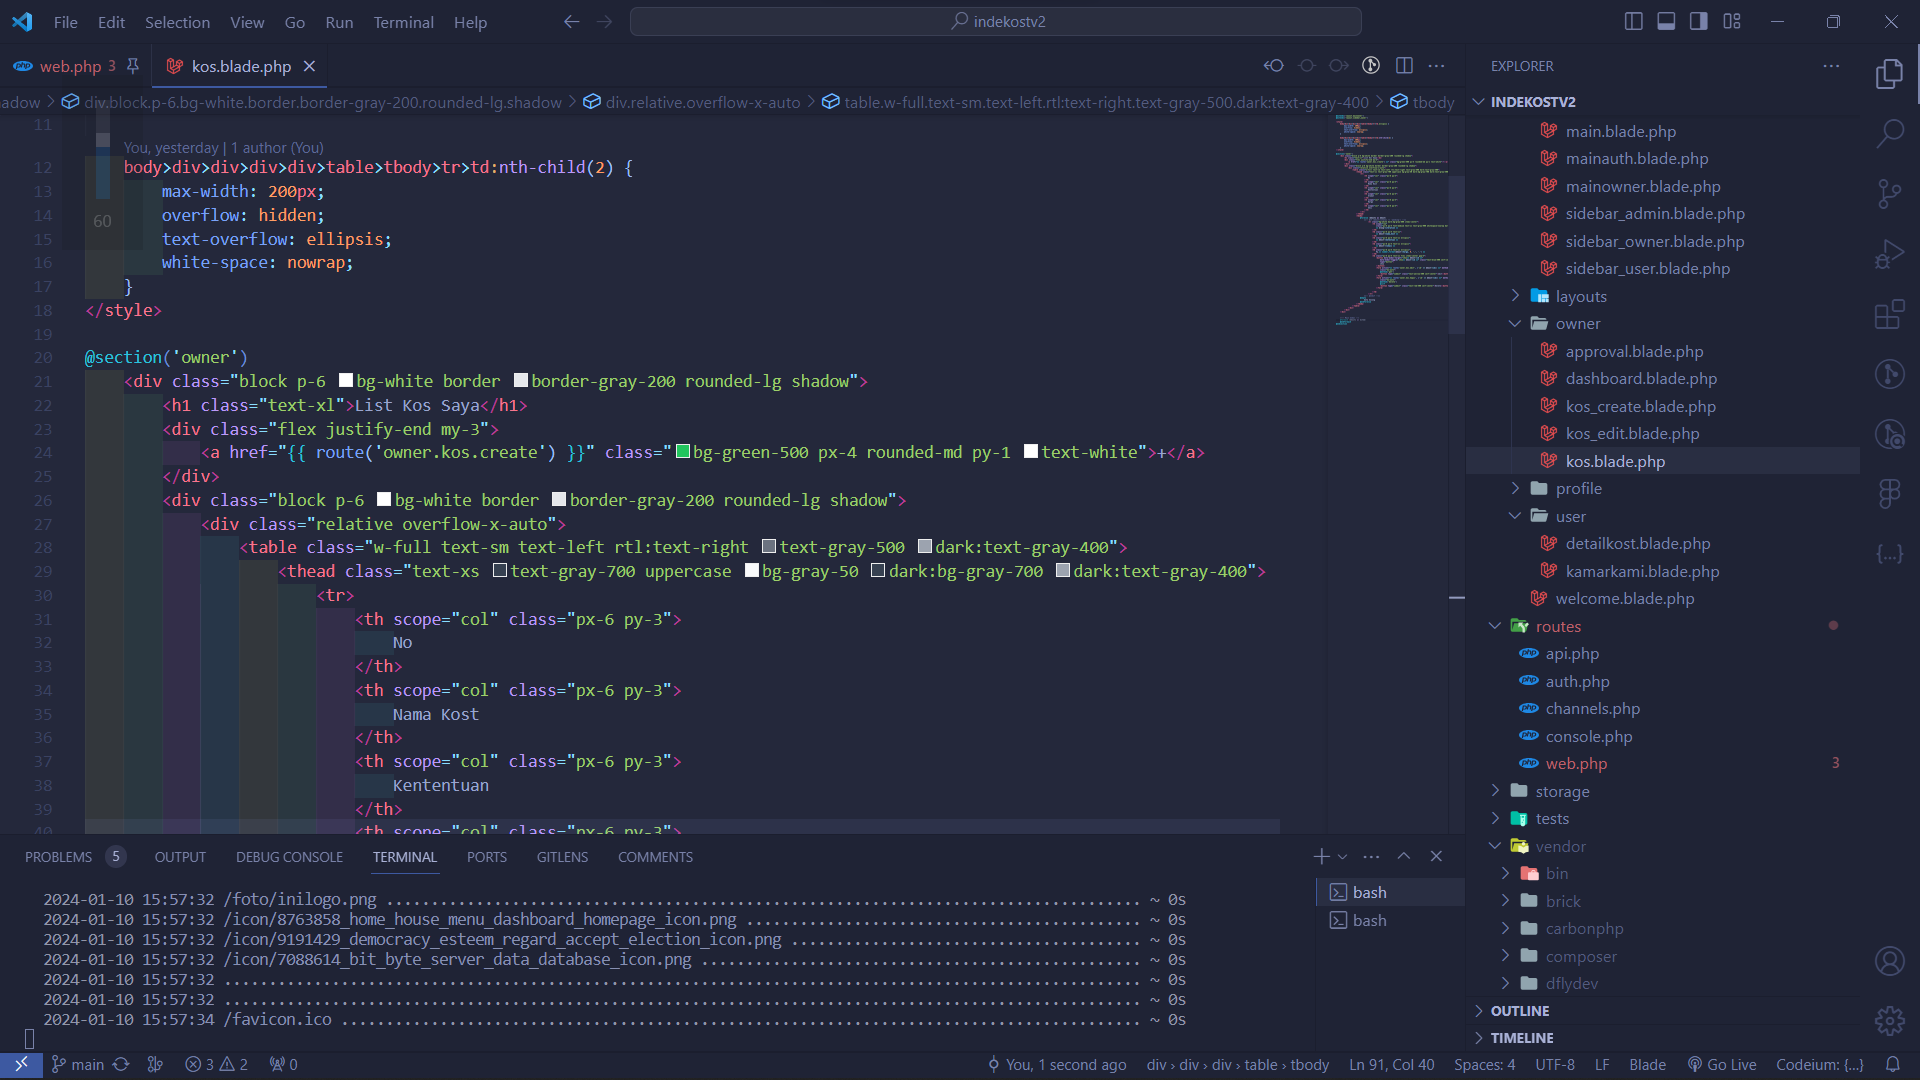 File Edit Selection View Go Run Terminal Help
indekostv2
php web.php 3
kos.blade.php
EXPLORER
adow > div.block.p-6.bg-white.border.border-gray-200.rounded-lg.shadow > div.relative.overflow-x-auto > table.w-full.text-sm.text-left.rtl:text-right.text-gray-500.dark:text-gray-400 > tbody
11
You, yesterday | 1 author (You)
12 body>div>div>div>div>table>tbody>tr>td:nth-child(2) {
13 max-width: 200px;
14 overflow: hidden;
60
15 text-overflow: ellipsis;
16 white-space: nowrap;
17 }
18 </style>
19
20 @section('owner')
21 <div class="block p-6 bg-white border border-gray-200 rounded-lg shadow">
22 <h1 class="text-xl">List Kos Saya</h1>
23 <div class="flex justify-end my-3">
24 <a href="{{ route('owner.kos.create') }}" class="bg-green-500 px-4 rounded-md py-1 text-white">+</a>
25 </div>
26 <div class="block p-6 bg-white border border-gray-200 rounded-lg shadow">
27 <div class="relative overflow-x-auto">
28 <table class="w-full text-sm text-left rtl:text-right text-gray-500 dark:text-gray-400">
29 <thead class="text-xs text-gray-700 uppercase bg-gray-50 dark:bg-gray-700 dark:text-gray-400">
30 <tr>
31 <th scope="col" class="px-6 py-3">
32 No
33 </th>
34 <th scope="col" class="px-6 py-3">
35 Nama Kost
36 </th>
37 <th scope="col" class="px-6 py-3">
38 Kententuan
39 </th>
40 <th scope="col" class="px-6 py-3">
INDEKOSTV2
main.blade.php
mainauth.blade.php
mainowner.blade.php
sidebar_admin.blade.php
sidebar_owner.blade.php
sidebar_user.blade.php
layouts
owner
approval.blade.php
dashboard.blade.php
kos_create.blade.php
kos_edit.blade.php
kos.blade.php
profile
user
detailkost.blade.php
kamarkami.blade.php
welcome.blade.php
routes
php api.php
php auth.php
php channels.php
php console.php
php web.php 3
storage
tests
vendor
bin
brick
carbonphp
composer
dflydev
OUTLINE
TIMELINE
PROBLEMS 5 OUTPUT DEBUG CONSOLE TERMINAL PORTS GITLENS COMMENTS
bash
bash
2024-01-10 15:57:32 /foto/inilogo.png .................................................................................... ~ 0s
2024-01-10 15:57:32 /icon/8763858_home_house_menu_dashboard_homepage_icon.png ............................................ ~ 0s
2024-01-10 15:57:32 /icon/9191429_democracy_esteem_regard_accept_election_icon.png ....................................... ~ 0s
2024-01-10 15:57:32 /icon/7088614_bit_byte_server_data_database_icon.png ................................................. ~ 0s
2024-01-10 15:57:32 ...................................................................................................... ~ 0s
2024-01-10 15:57:32 ...................................................................................................... ~ 0s
2024-01-10 15:57:34 /favicon.ico ......................................................................................... ~ 0s
main 3 2 0 You, 1 second ago div › div › div › table › tbody Ln 91, Col 40 Spaces: 4 UTF-8 LF Blade Go Live Codeium: {...}